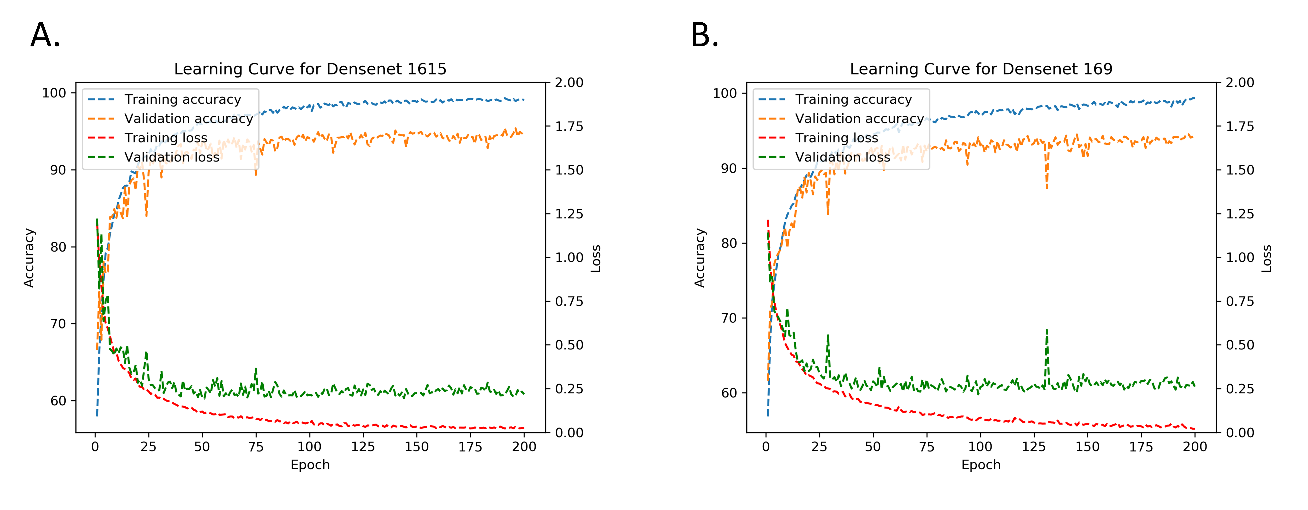 A.
Learning Curve for Densenet 1615
100
90
80
70
60
Accuracy
Training accuracy
Validation accuracy
Training loss
Validation loss
2.00
1.75
1.50
1.25
1.00
0.75
0.50
0.25
0.00
Loss
0 25 50 75 100 125 150 175 200
Epoch
B.
Learning Curve for Densenet 169
100
90
80
70
60
Accuracy
Training accuracy
Validation accuracy
Training loss
Validation loss
2.00
1.75
1.50
1.25
1.00
0.75
0.50
0.25
0.00
Loss
0 25 50 75 100 125 150 175 200
Epoch